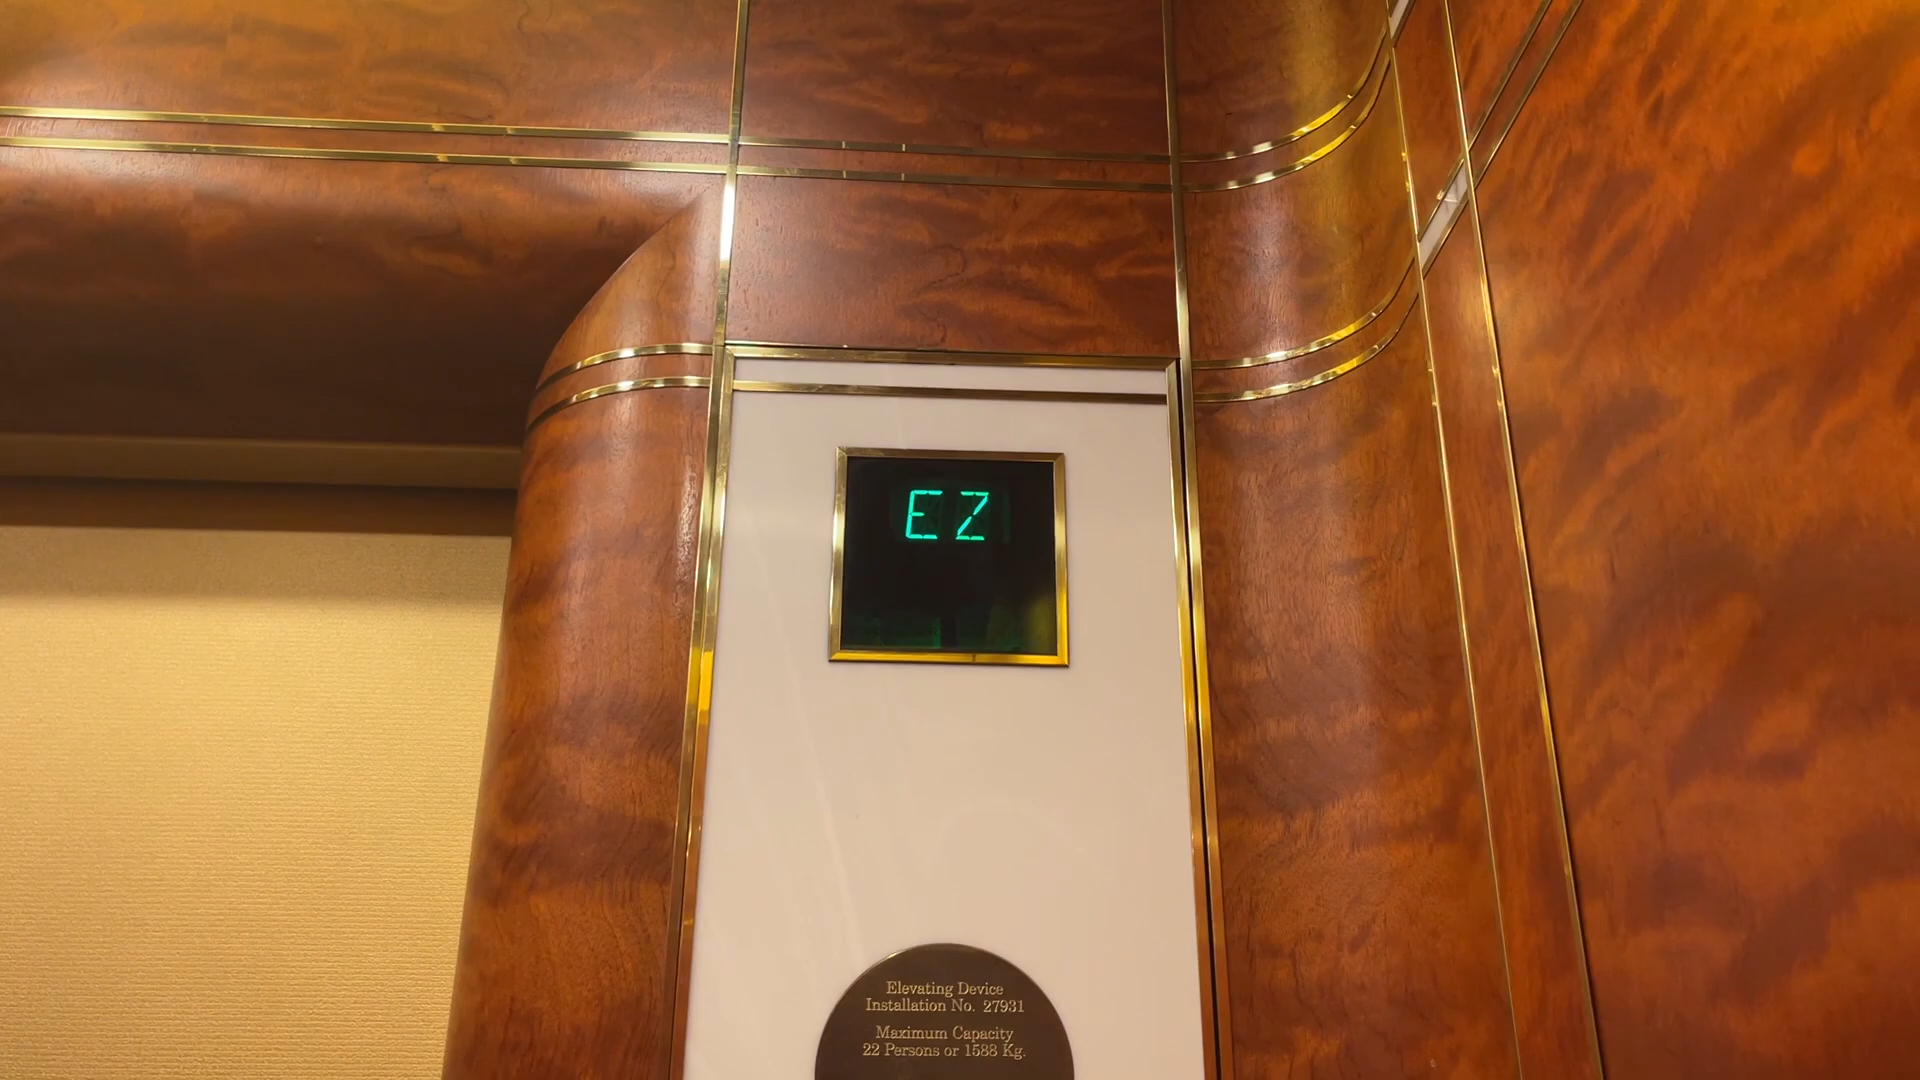 EZ
Elevating Device
Installation No. 27931
Maximum Capacity
22 Persons or 1588 Kg.